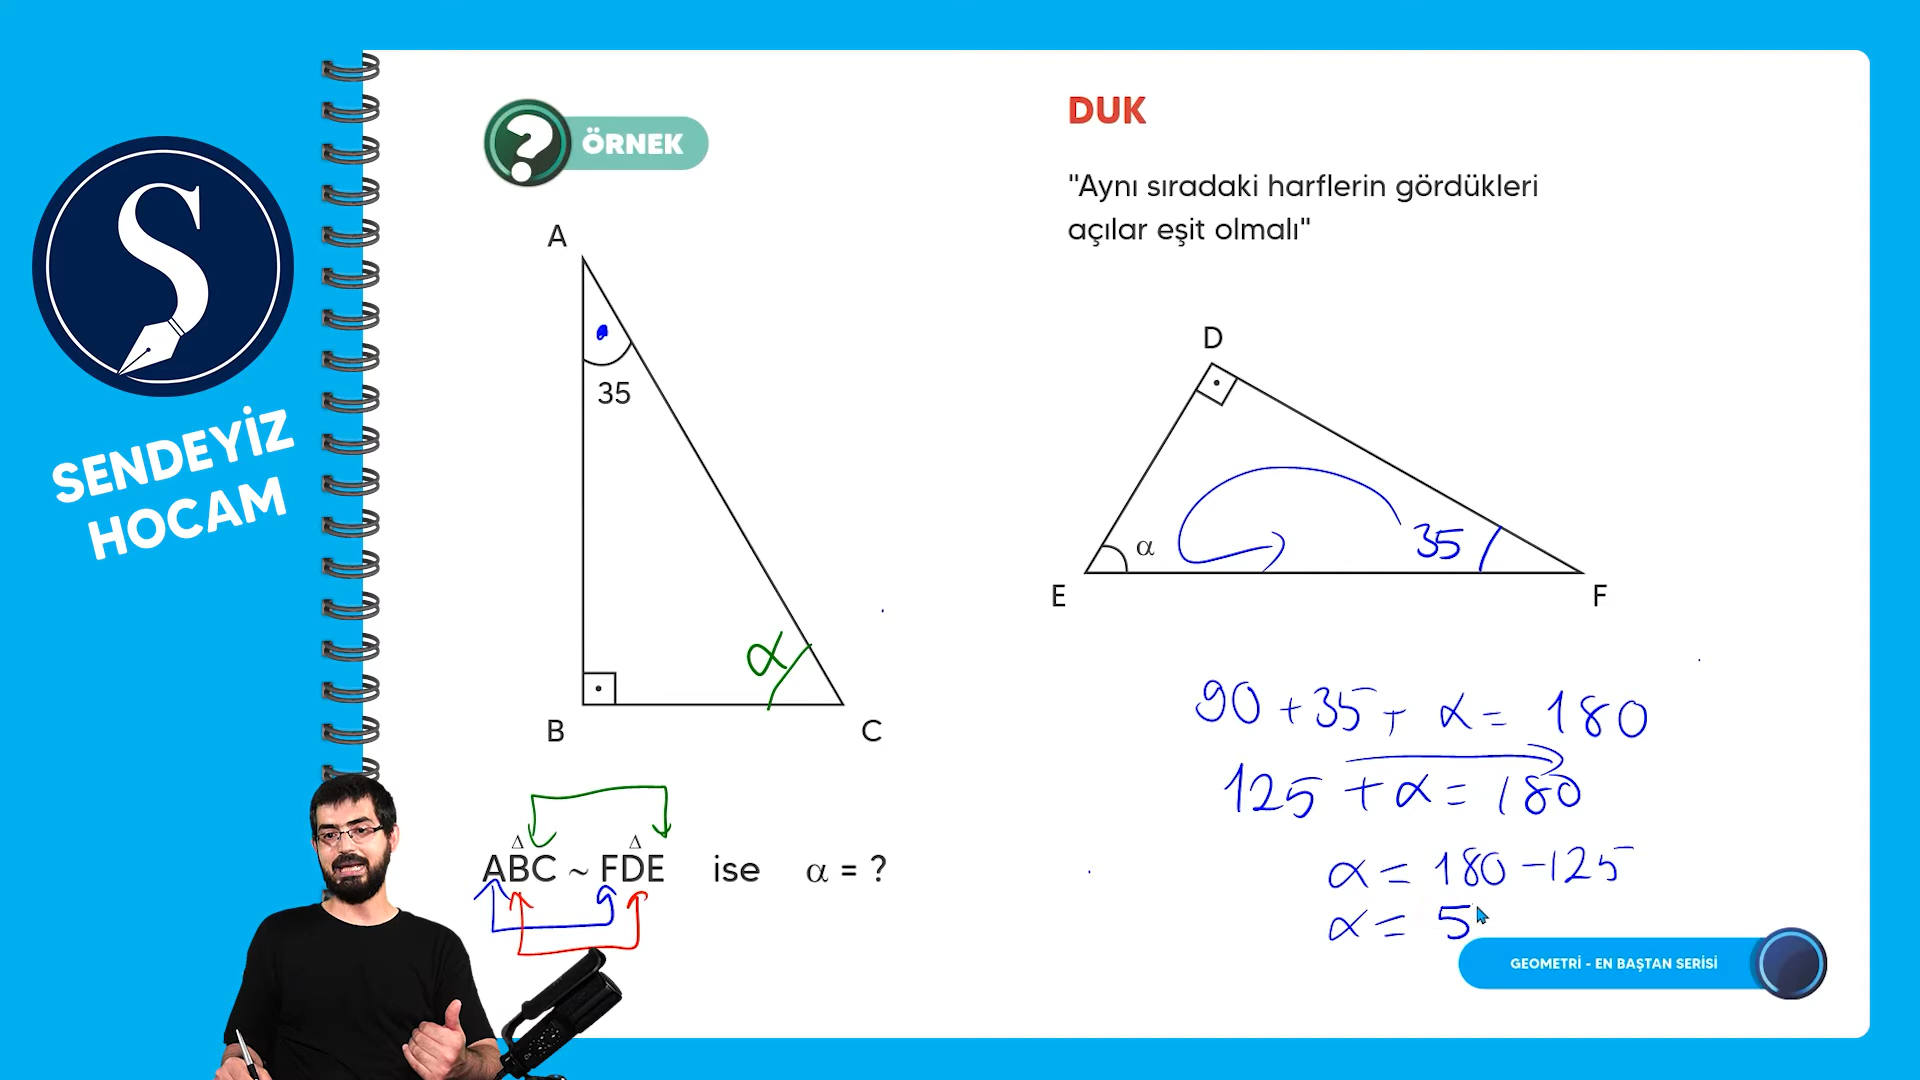 SENDEYİZ
HOCAM
ÖRNEK
A
35
α
B
C
ABC ~ FDE ise α = ?
DUK
"Aynı sıradaki harflerin gördükleri
açılar eşit olmalı"
D
α
35
E
F
90 + 35 + α = 180
125 + α = 180
α = 180 - 125
α = 5
GEOMETRİ - EN BAŞTAN SERİSİ